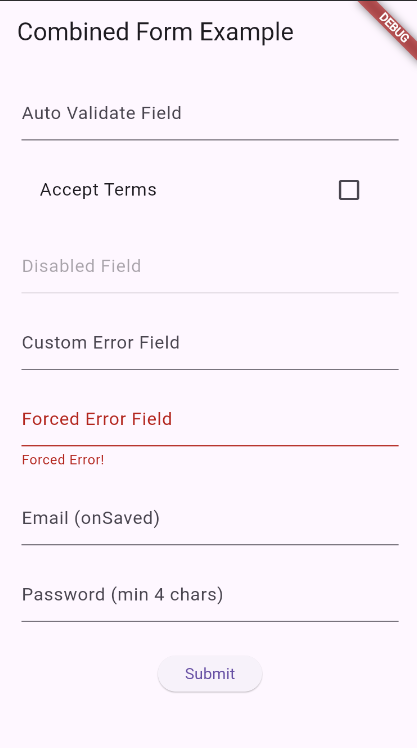 Combined Form Example
DEBUG
Auto Validate Field
Accept Terms
Disabled Field
Custom Error Field
Forced Error Field
Forced Error!
Email (onSaved)
Password (min 4 chars)
Submit